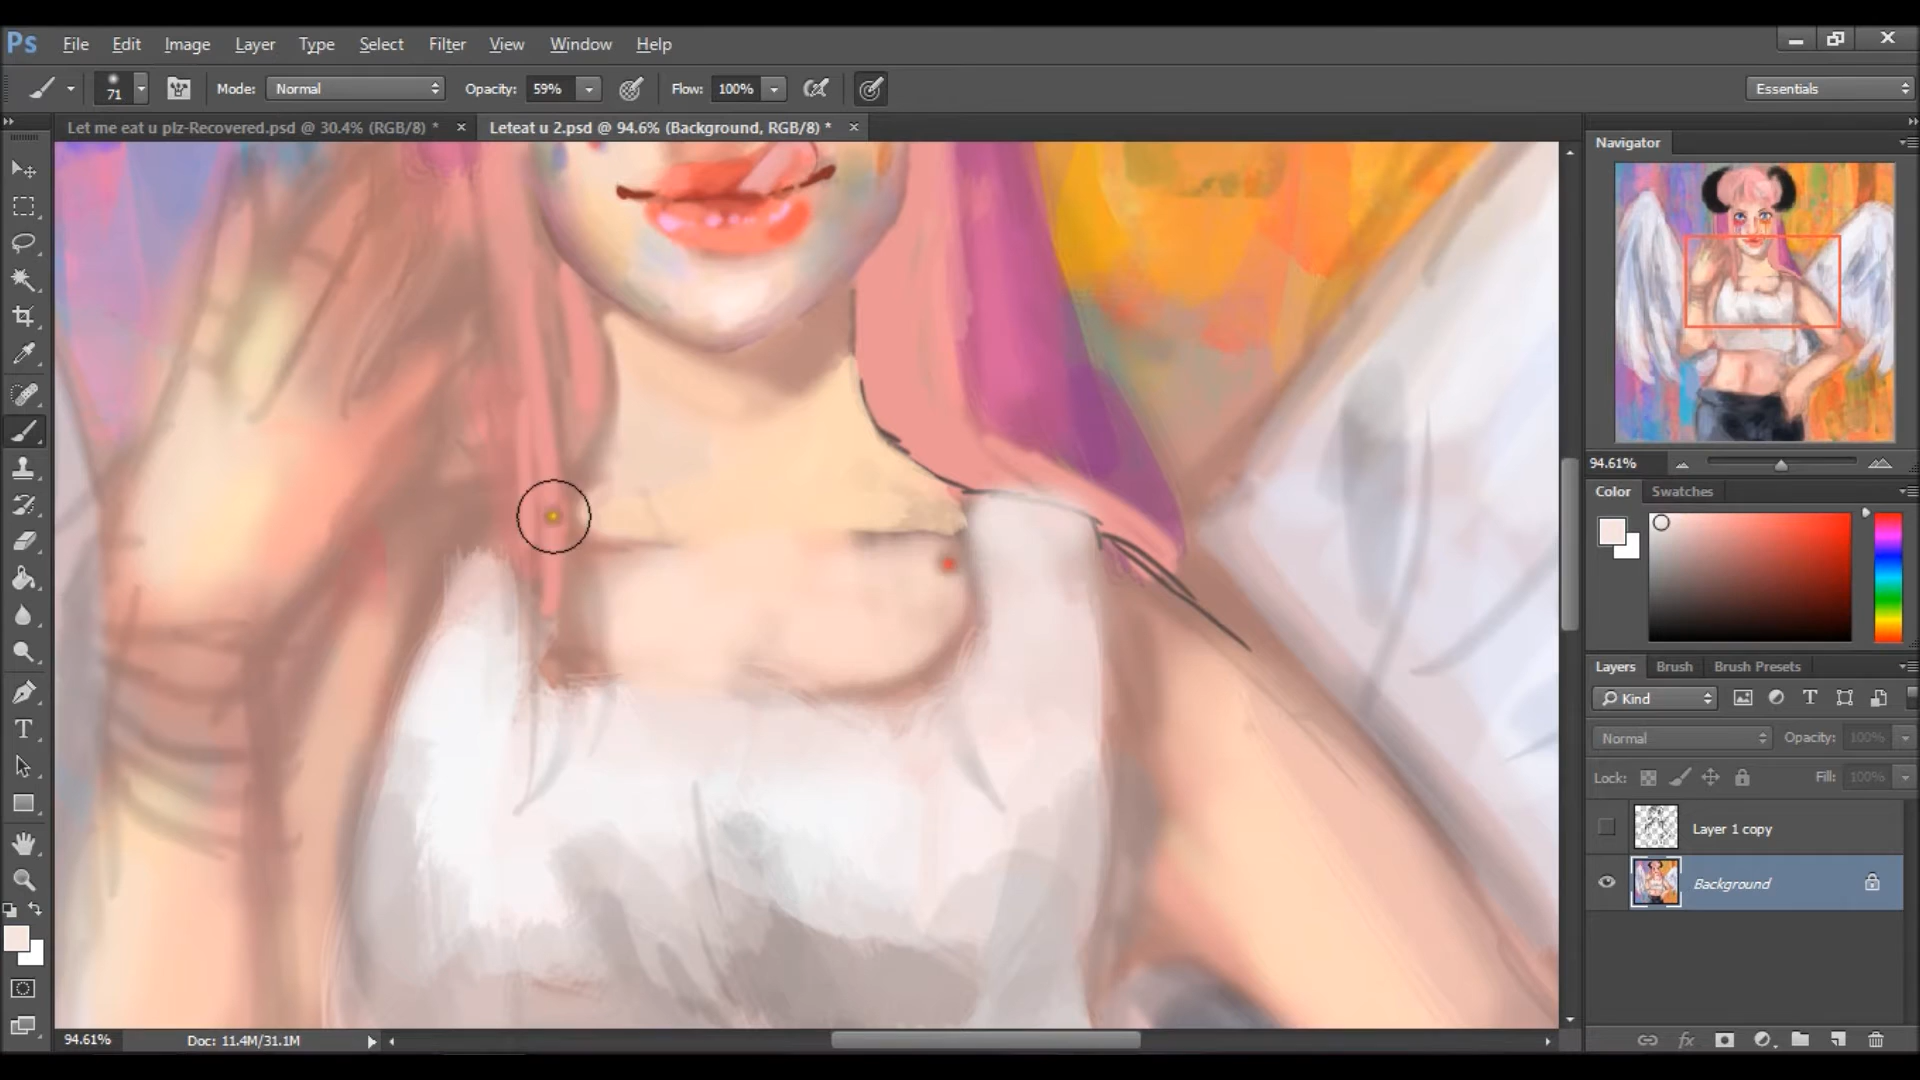 Ps File Edit Image Layer Type Select Filter View Window Help
71 Mode: Normal Opacity: 59% Flow: 100% Essentials
Let me eat u plz-Recovered.psd @ 30.4% (RGB/8) * Leteat u 2.psd @ 94.6% (Background, RGB/8) *
Navigator
94.61%
Color Swatches
Layers Brush Brush Presets
Kind
Normal Opacity: 100%
Lock: Fill: 100%
Layer 1 copy
Background
94.61% Doc: 11.4M/31.1M